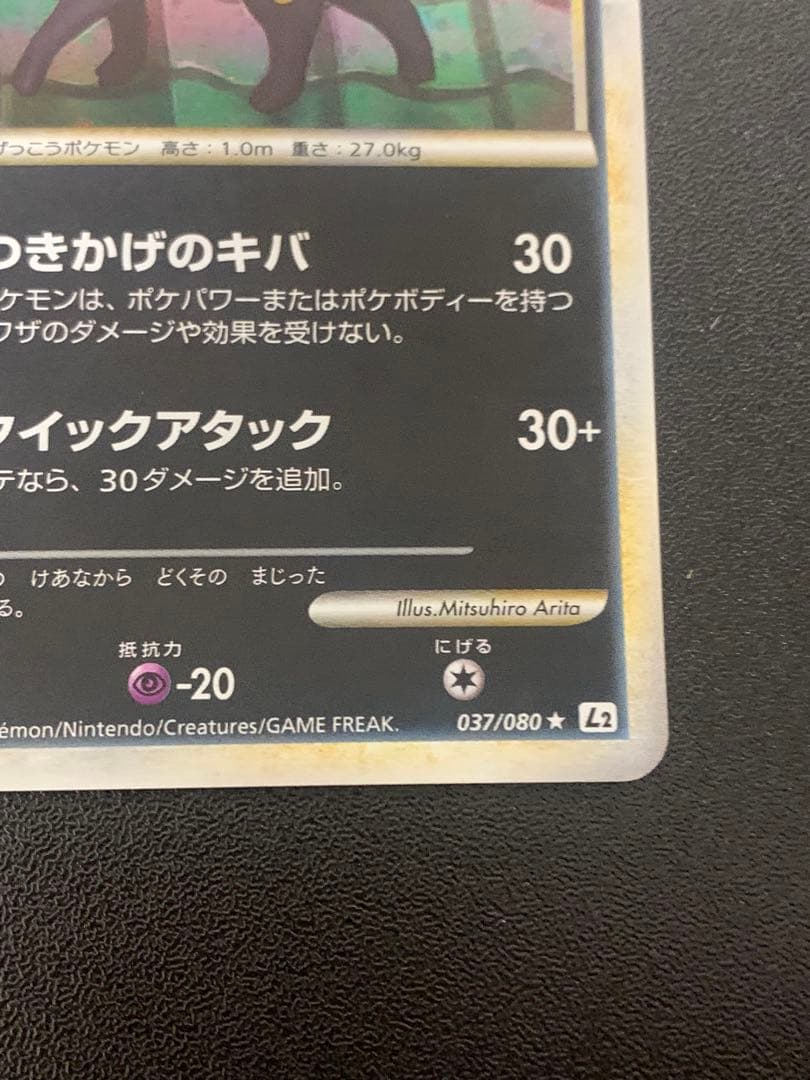 げっこうポケモン 高さ：1.0m 重さ：27.0kg
つきかげのキバ 30
ケモンは、ポケパワーまたはポケボディーを持つ
ワザのダメージや効果を受けない。
クイックアタック 30+
テなら、30ダメージを追加。
の けあなから どくその まじった
る。
Illus.Mitsuhiro Arita
抵抗力 にげる
-20
émon/Nintendo/Creatures/GAME FREAK. 037/080 ★ L2